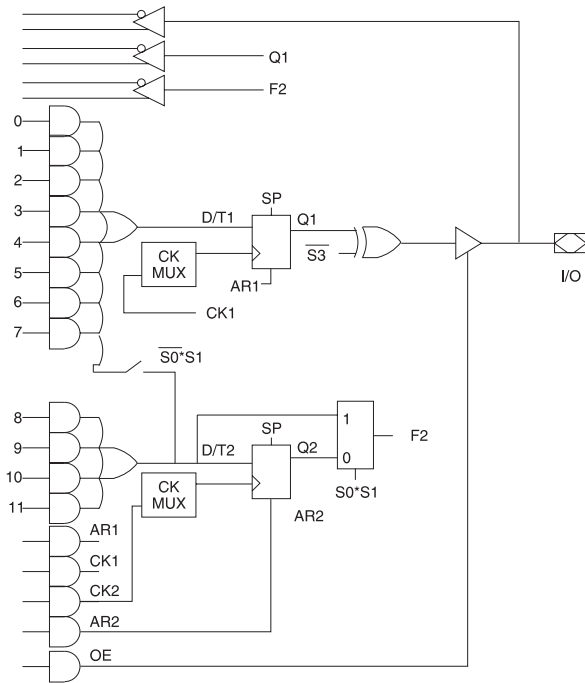 Q1
F2
0
1
2
3
4
5
6
7
SP
D/T1
Q1
S̅3̅
CK
MUX
AR1
CK1
I/O
S̅0̅*S1
8
9
10
11
SP
D/T2
Q2
1
0
F2
S0*S1
CK
MUX
AR2
AR1
CK1
CK2
AR2
OE